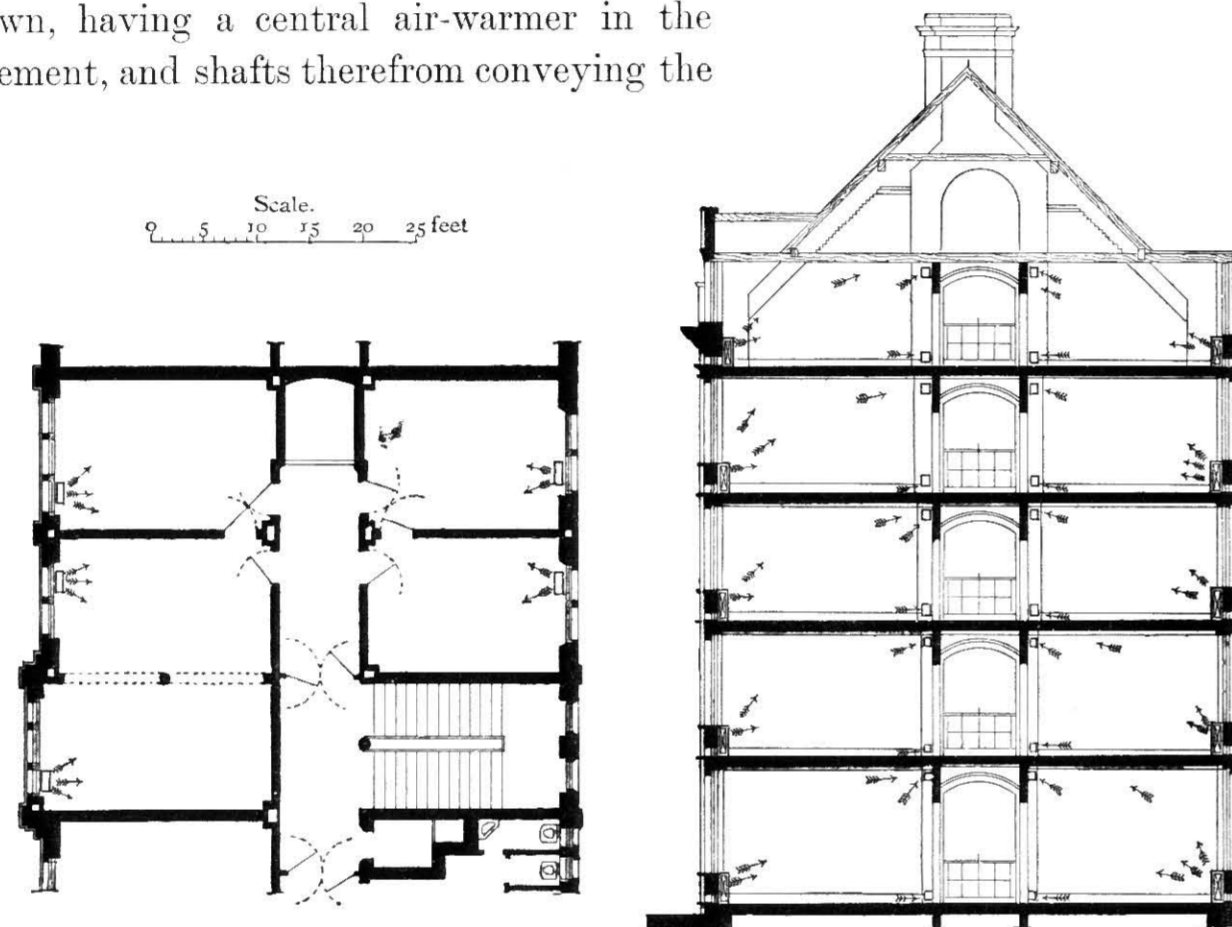 wn, having a central air-warmer in the
ement, and shafts therefrom conveying the
Scale.
0 5 10 15 20 25 feet